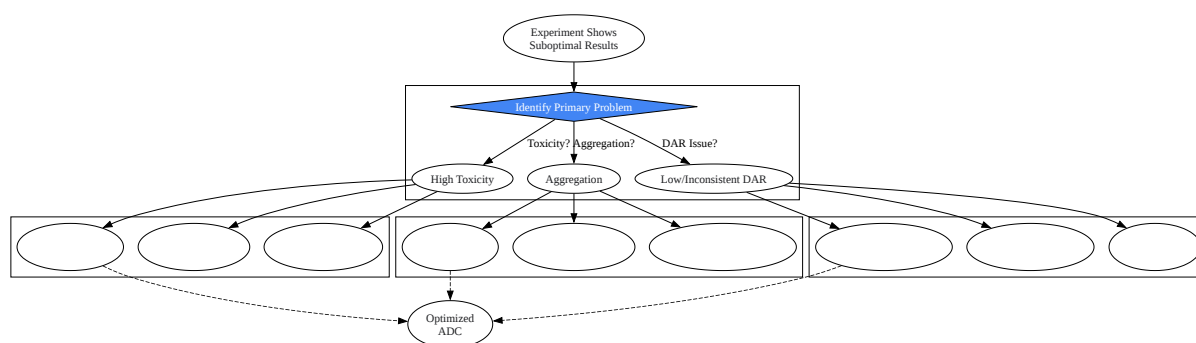 Experiment Shows
Suboptimal Results
Identify Primary Problem
Toxicity?
Aggregation?
DAR Issue?
High Toxicity
Aggregation
Low/Inconsistent DAR
Optimized
ADC